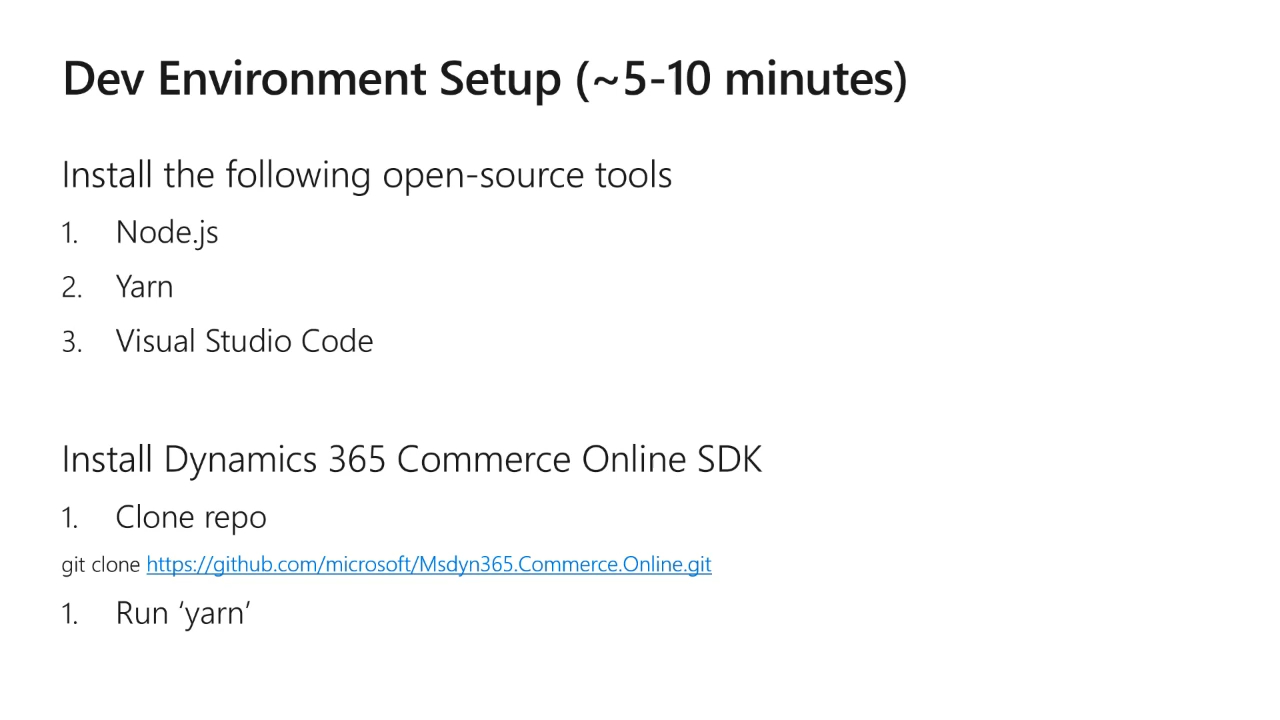 Dev Environment Setup (~5-10 minutes)
Install the following open-source tools
1. Node.js
2. Yarn
3. Visual Studio Code
Install Dynamics 365 Commerce Online SDK
1. Clone repo
git clone https://github.com/microsoft/Msdyn365.Commerce.Online.git
1. Run ‘yarn’